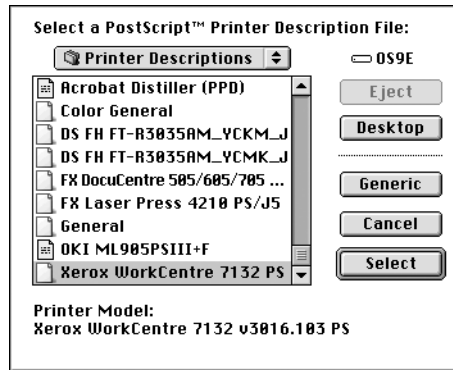 Select a PostScript™ Printer Description File:
Printer Descriptions
OS9E
Acrobat Distiller (PPD)
Color General
DS FH FT-R3035AM_YCKM_J
DS FH FT-R3035AM_YCMK_J
FX DocuCentre 505/605/705 ...
FX Laser Press 4210 PS/J5
General
OKI ML905PSIII+F
Xerox WorkCentre 7132 PS
Eject
Desktop
Generic
Cancel
Select
Printer Model:
Xerox WorkCentre 7132 v3016.103 PS